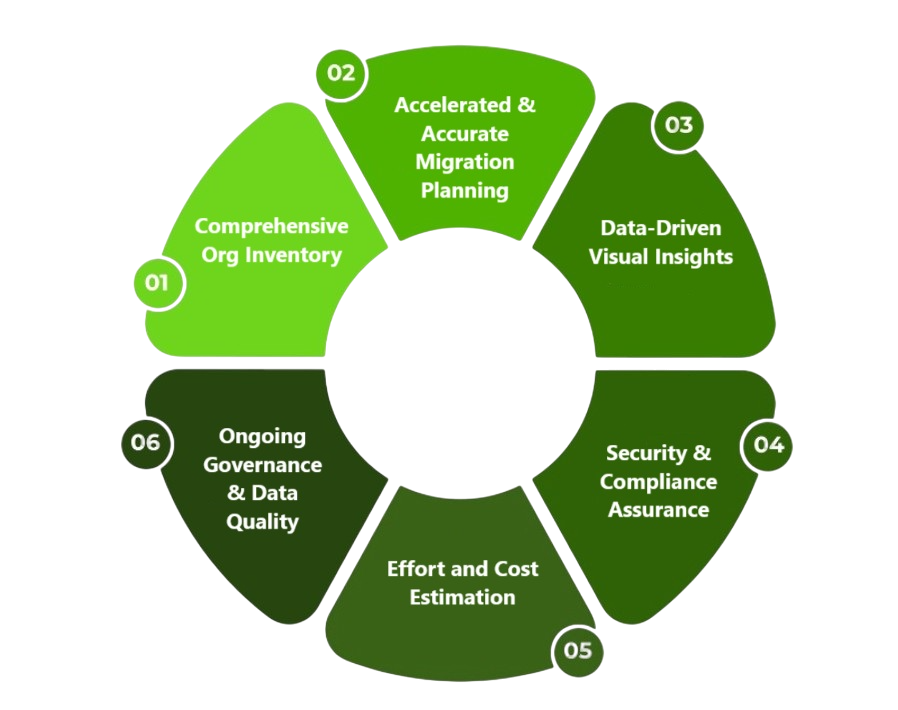 01
Comprehensive
Org Inventory
02
Accelerated &
Accurate
Migration
Planning
03
Data-Driven
Visual Insights
04
Security &
Compliance
Assurance
05
Effort and Cost
Estimation
06
Ongoing
Governance
& Data
Quality